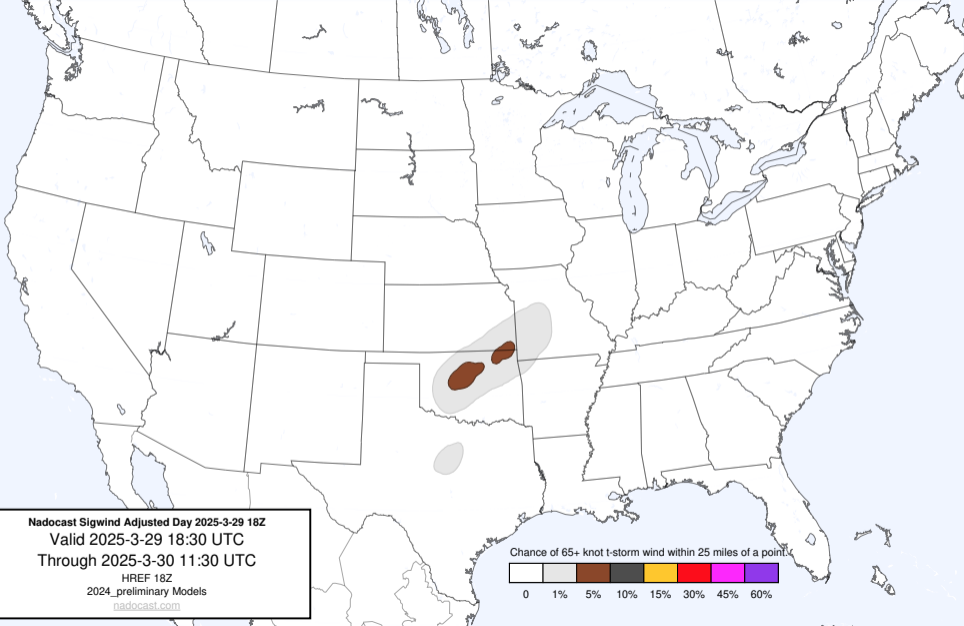 Nadocast Sigwind Adjusted Day 2025-3-29 18Z
Valid 2025-3-29 18:30 UTC
Through 2025-3-30 11:30 UTC
HREF 18Z
2024_preliminary Models
nadocast.com
Chance of 65+ knot t-storm wind within 25 miles of a point.
0 1% 5% 10% 15% 30% 45% 60%